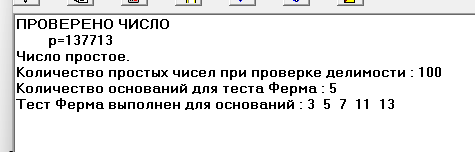 ПРОВЕРЕНО ЧИСЛО
p=137713
Число простое.
Количество простых чисел при проверке делимости : 100
Количество оснований для теста Ферма : 5
Тест Ферма выполнен для оснований : 3 5 7 11 13